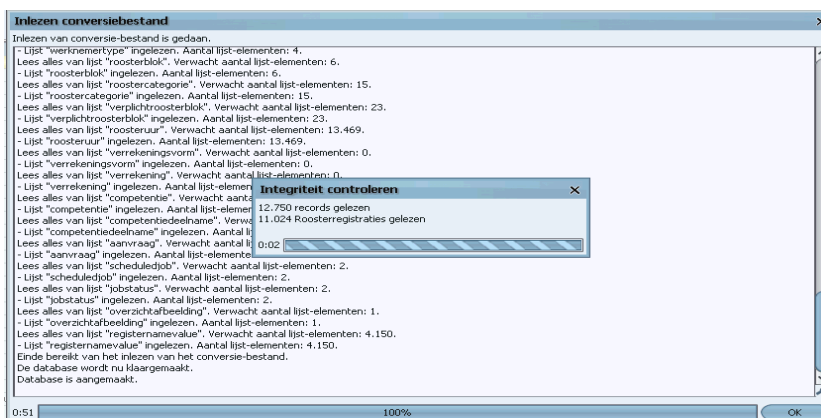 Inlezen conversiebestand
Inlezen van conversie-bestand is gedaan.
- Lijst "werknemertype" ingelezen. Aantal lijst-elementen: 4.
Lees alles van lijst "roosterblok". Verwacht aantal lijst-elementen: 6.
- Lijst "roosterblok" ingelezen. Aantal lijst-elementen: 6.
Lees alles van lijst "roostercategorie". Verwacht aantal lijst-elementen: 15.
- Lijst "roostercategorie" ingelezen. Aantal lijst-elementen: 15.
Lees alles van lijst "verplichtroosterblok". Verwacht aantal lijst-elementen: 23.
- Lijst "verplichtroosterblok" ingelezen. Aantal lijst-elementen: 23.
Lees alles van lijst "roosteruur". Verwacht aantal lijst-elementen: 13.469.
- Lijst "roosteruur" ingelezen. Aantal lijst-elementen: 13.469.
Lees alles van lijst "verrekeningsvorm". Verwacht aantal lijst-elementen: 0.
- Lijst "verrekeningsvorm" ingelezen. Aantal lijst-elementen: 0.
Lees alles van lijst "verrekening". Verwacht aantal lijst-elementen: 0.
- Lijst "verrekening" ingelezen. Aantal lijst-elemen
Lees alles van lijst "competentie". Verwacht aantal
- Lijst "competentie" ingelezen. Aantal lijst-elemer
Lees alles van lijst "competentiedeelname". Verwa
- Lijst "competentiedeelname" ingelezen. Aantal lij
Lees alles van lijst "aanvraag". Verwacht aantal lij
- Lijst "aanvraag" ingelezen. Aantal lijst-elemente
Integriteit controleren
12.750 records gelezen
11.024 Roosterregistraties gelezen
0:02
Lees alles van lijst "scheduledjob". Verwacht aantal lijst-elementen: 2.
- Lijst "scheduledjob" ingelezen. Aantal lijst-elementen: 2.
Lees alles van lijst "jobstatus". Verwacht aantal lijst-elementen: 2.
- Lijst "jobstatus" ingelezen. Aantal lijst-elementen: 2.
Lees alles van lijst "overzichtafbeelding". Verwacht aantal lijst-elementen: 1.
- Lijst "overzichtafbeelding" ingelezen. Aantal lijst-elementen: 1.
Lees alles van lijst "registernamevalue". Verwacht aantal lijst-elementen: 4.150.
- Lijst "registernamevalue" ingelezen. Aantal lijst-elementen: 4.150.
Einde bereikt van het inlezen van het conversie-bestand.
De database wordt nu klaargemaakt.
Database is aangemaakt.
0:51
100%
OK